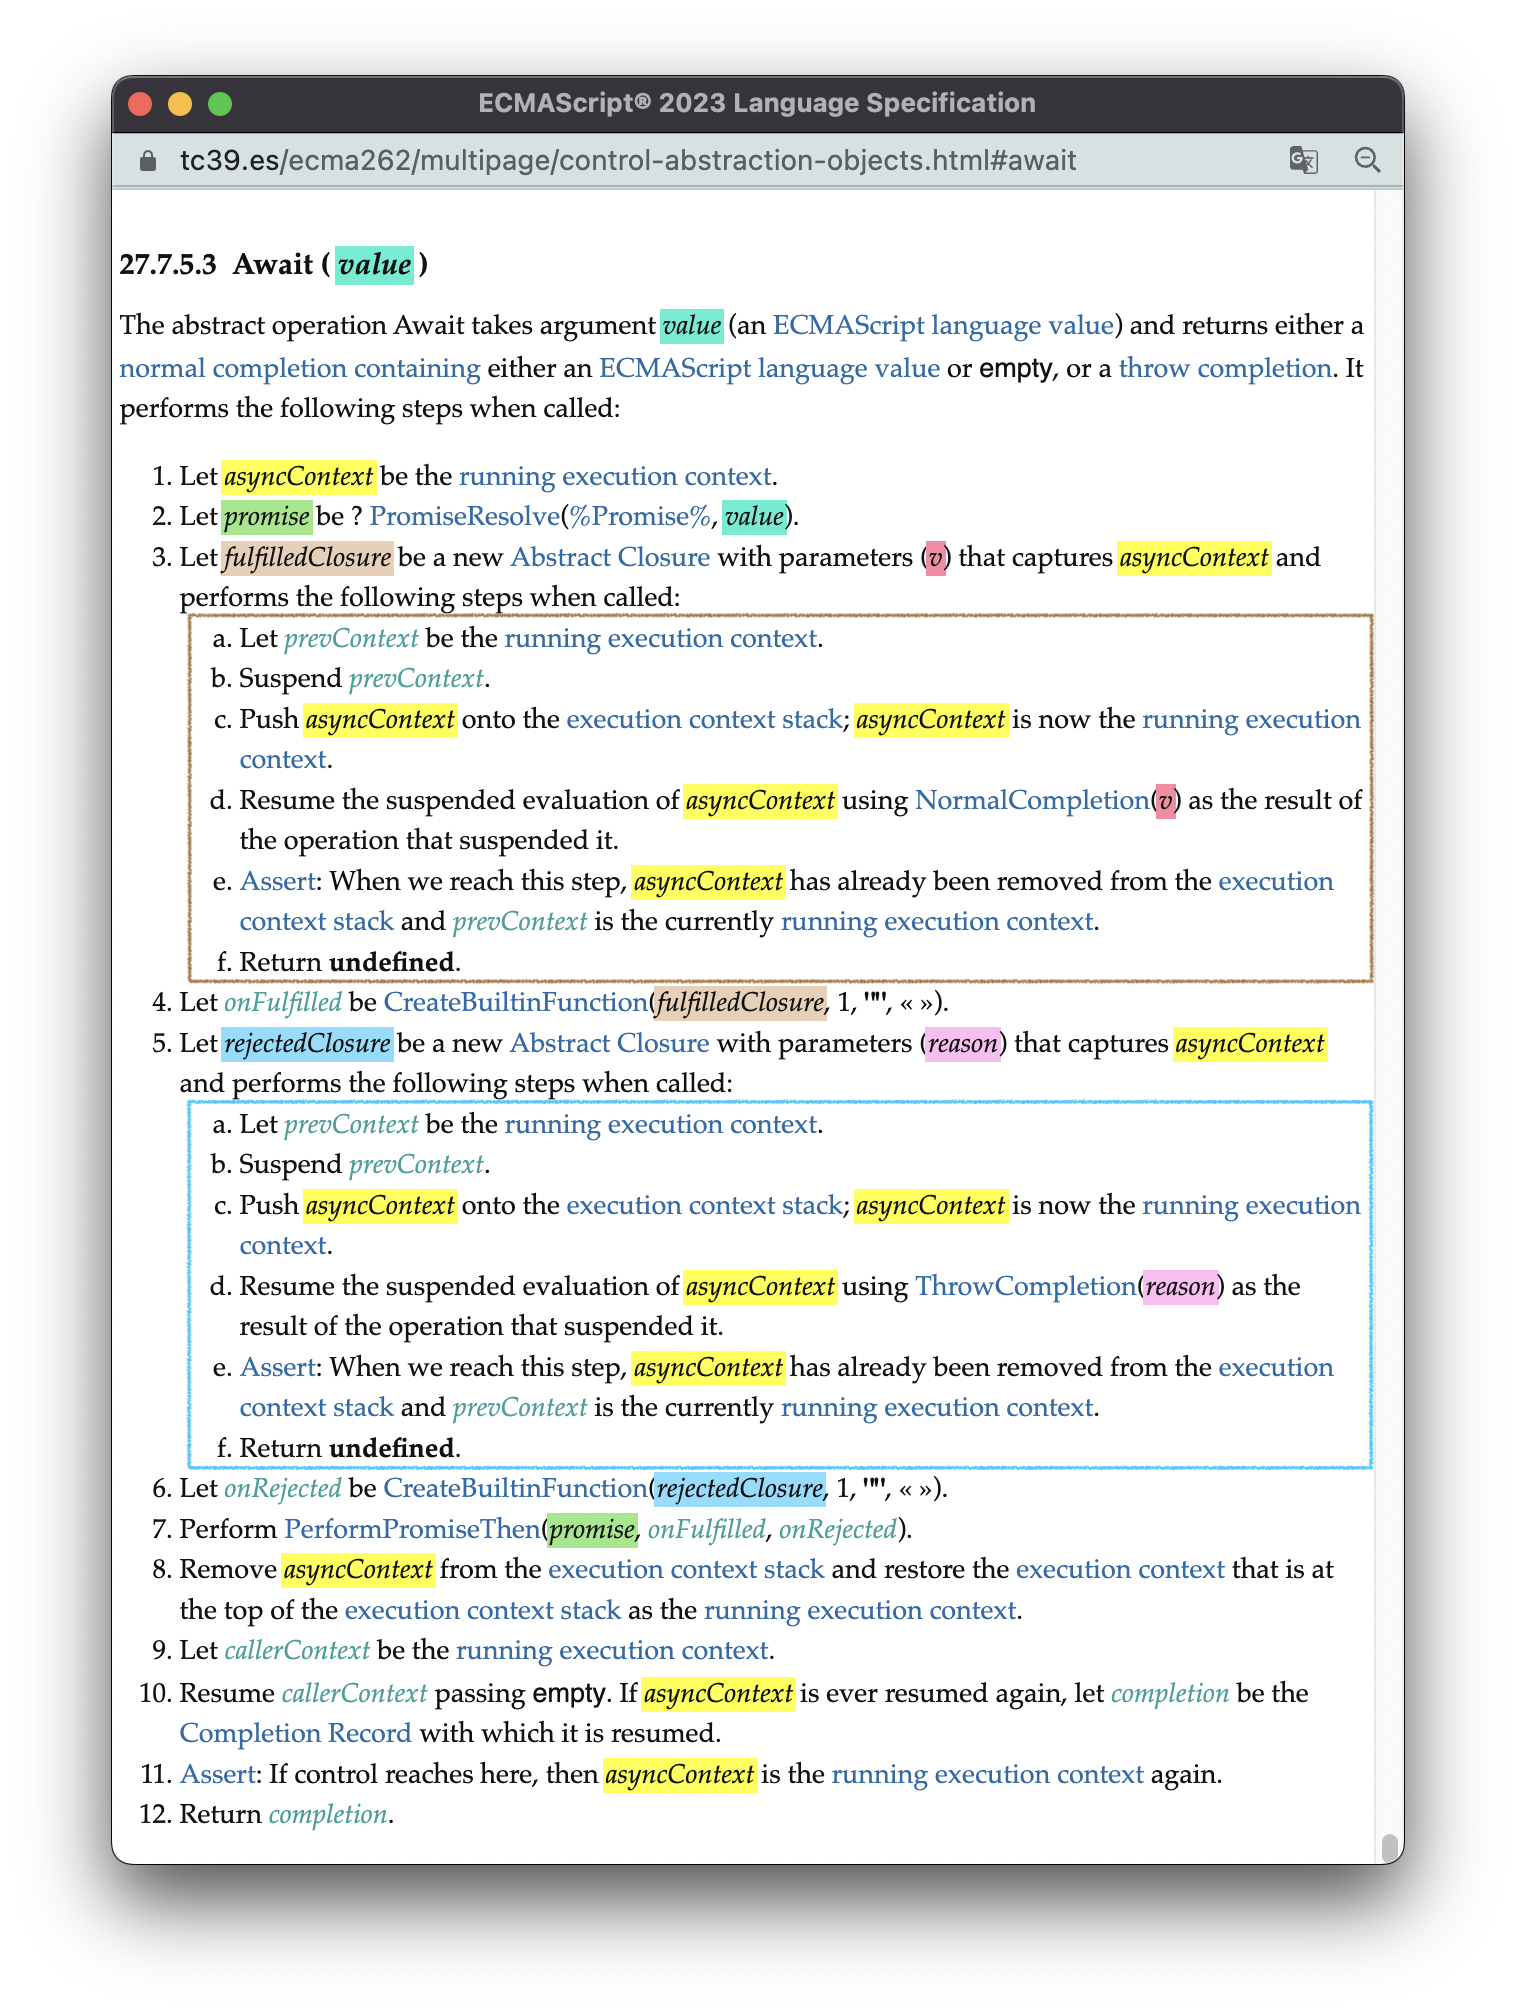 ECMAScript® 2023 Language Specification
tc39.es/ecma262/multipage/control-abstraction-objects.html#await
27.7.5.3 Await ( value )
The abstract operation Await takes argument value (an ECMAScript language value) and returns either a
normal completion containing either an ECMAScript language value or empty, or a throw completion. It
performs the following steps when called:
1. Let asyncContext be the running execution context.
2. Let promise be ? PromiseResolve(%Promise%, value).
3. Let fulfilledClosure be a new Abstract Closure with parameters (v) that captures asyncContext and
performs the following steps when called:
a. Let prevContext be the running execution context.
b. Suspend prevContext.
c. Push asyncContext onto the execution context stack; asyncContext is now the running execution
context.
d. Resume the suspended evaluation of asyncContext using NormalCompletion(v) as the result of
the operation that suspended it.
e. Assert: When we reach this step, asyncContext has already been removed from the execution
context stack and prevContext is the currently running execution context.
f. Return undefined.
4. Let onFulfilled be CreateBuiltinFunction(fulfilledClosure, 1, "", « »).
5. Let rejectedClosure be a new Abstract Closure with parameters (reason) that captures asyncContext
and performs the following steps when called:
a. Let prevContext be the running execution context.
b. Suspend prevContext.
c. Push asyncContext onto the execution context stack; asyncContext is now the running execution
context.
d. Resume the suspended evaluation of asyncContext using ThrowCompletion(reason) as the
result of the operation that suspended it.
e. Assert: When we reach this step, asyncContext has already been removed from the execution
context stack and prevContext is the currently running execution context.
f. Return undefined.
6. Let onRejected be CreateBuiltinFunction(rejectedClosure, 1, "", « »).
7. Perform PerformPromiseThen(promise, onFulfilled, onRejected).
8. Remove asyncContext from the execution context stack and restore the execution context that is at
the top of the execution context stack as the running execution context.
9. Let callerContext be the running execution context.
10. Resume callerContext passing empty. If asyncContext is ever resumed again, let completion be the
Completion Record with which it is resumed.
11. Assert: If control reaches here, then asyncContext is the running execution context again.
12. Return completion.